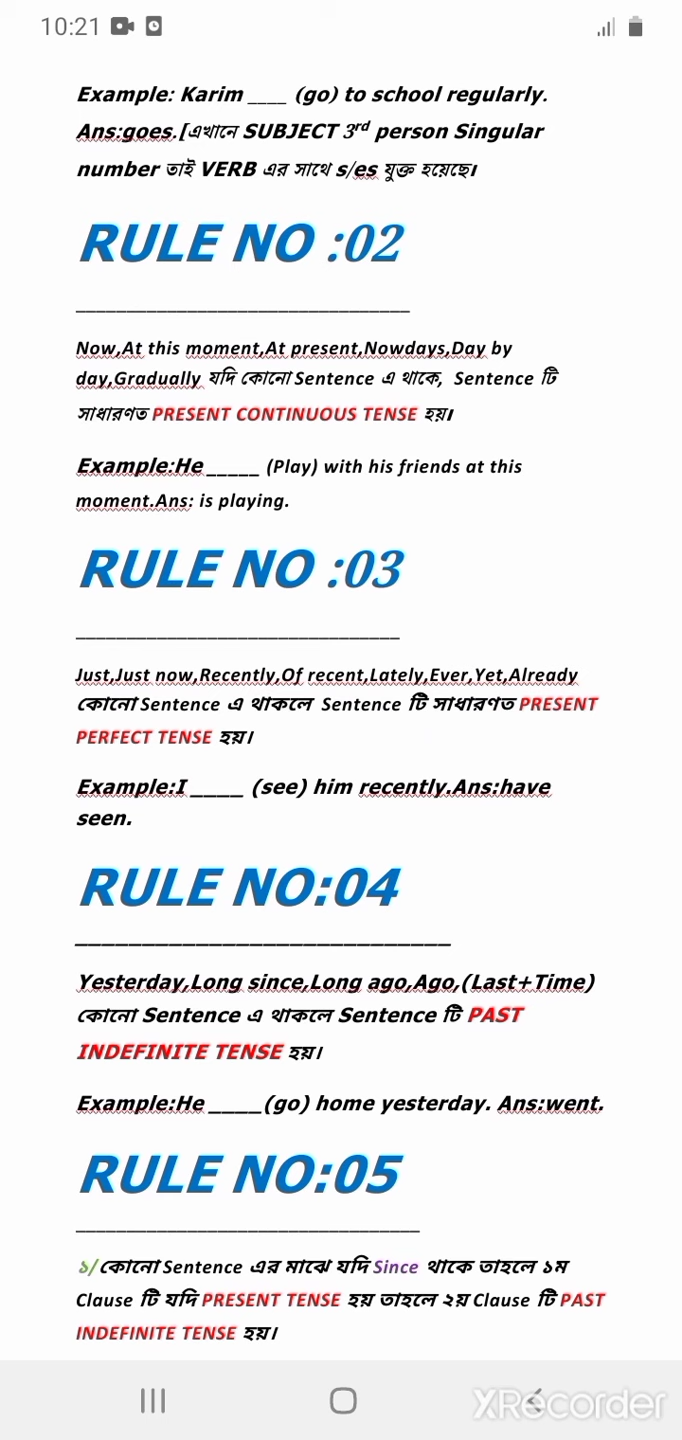 10:21
Example: Karim ____ (go) to school regularly.
Ans:goes.[এখানে SUBJECT 3rd person Singular
number তাই VERB এর সাথে s/es যুক্ত হয়েছে।
RULE NO :02
_________________________________
Now,At this moment,At present,Nowdays,Day by
day,Gradually যদি কোনো Sentence এ থাকে, Sentence টি
সাধারণত PRESENT CONTINUOUS TENSE হয়।
Example:He _____ (Play) with his friends at this
moment.Ans: is playing.
RULE NO :03
________________________________
Just,Just now,Recently,Of recent,Lately,Ever,Yet,Already
কোনো Sentence এ থাকলে Sentence টি সাধারণত PRESENT
PERFECT TENSE হয়।
Example:I ____ (see) him recently.Ans:have
seen.
RULE NO:04
____________________________
Yesterday,Long since,Long ago,Ago,(Last+Time)
কোনো Sentence এ থাকলে Sentence টি PAST
INDEFINITE TENSE হয়।
Example:He ____(go) home yesterday. Ans:went.
RULE NO:05
__________________________________
১/কোনো Sentence এর মাঝে যদি Since থাকে তাহলে ১ম
Clause টি যদি PRESENT TENSE হয় তাহলে ২য় Clause টি PAST
INDEFINITE TENSE হয়।
XRecorder